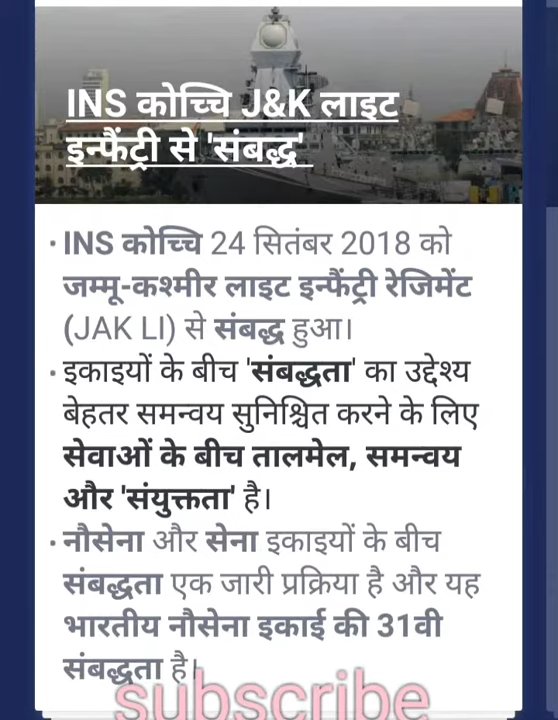 INS कोच्चि J&K लाइट
इन्फैंट्री से 'संबद्ध'
• INS कोच्चि 24 सितंबर 2018 को
जम्मू-कश्मीर लाइट इन्फैंट्री रेजिमेंट
(JAK LI) से संबद्ध हुआ।
• इकाइयों के बीच 'संबद्धता' का उद्देश्य
बेहतर समन्वय सुनिश्चित करने के लिए
सेवाओं के बीच तालमेल, समन्वय
और 'संयुक्तता' है।
• नौसेना और सेना इकाइयों के बीच
संबद्धता एक जारी प्रक्रिया है और यह
भारतीय नौसेना इकाई की 31वी
संबद्धता है।
subscribe